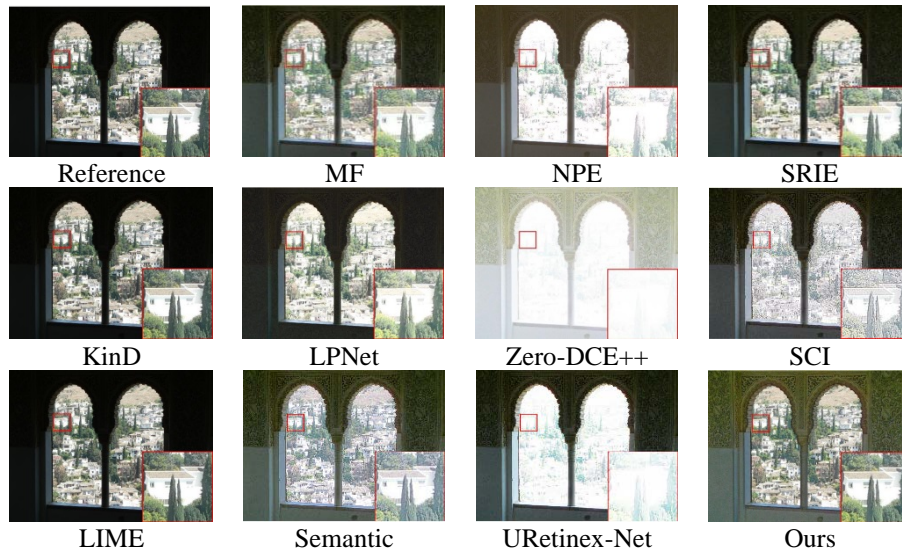 Reference
MF
NPE
SRIE
KinD
LPNet
Zero-DCE++
SCI
LIME
Semantic
URetinex-Net
Ours